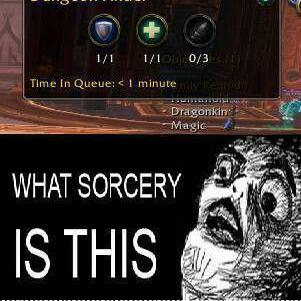 Dungeon Finder
1/1 1/1 0/3
Time In Queue: < 1 minute
Humanoid
Dragonkin
Magic
WHAT SORCERY
IS THIS